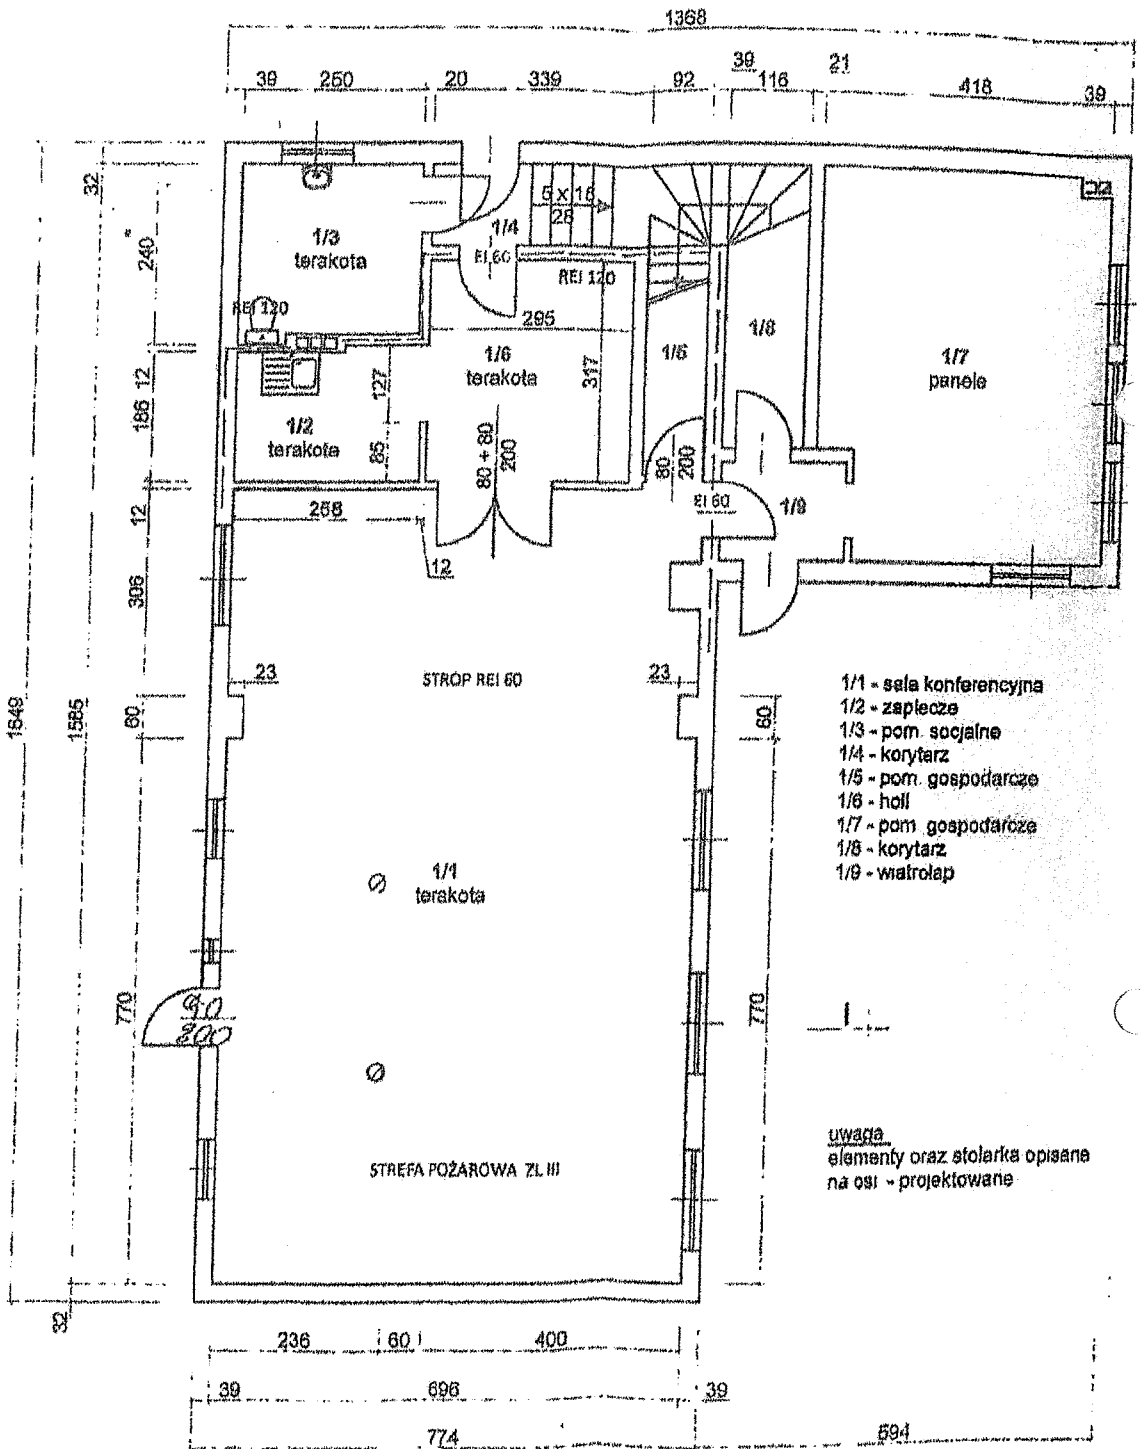 1368
39 260 20 339 92 39 116 21 418 39
32
240
12
186
12
306
60
770
1585
1649
32
1/3
terakota
REI 120
1/4
EI 60
5 x 16
28
REI 120
295
317
1/6
terakota
127
85
1/2
terakota
80 + 80
200
1/5
1/8
80
200
EI 60
1/9
1/7
panele
268
12
23
STROP REI 60
23
60
1/1 - sala konferencyjna
1/2 - zaplecze
1/3 - pom. socjalne
1/4 - korytarz
1/5 - pom. gospodarcze
1/6 - holl
1/7 - pom. gospodarcze
1/8 - korytarz
1/9 - wiatrołap
1/1
terakota
90
200
770
STREFA POŻAROWA ZL III
uwaga
elementy oraz stolarka opisane
na osi - projektowane
236 60 400
39 696 39
774 594